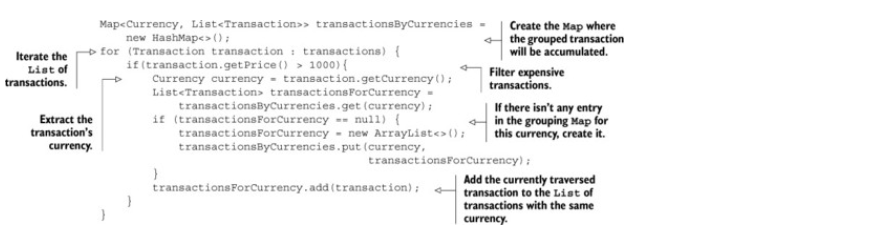 Map<Currency, List<Transaction>> transactionsByCurrencies =
new HashMap<>();
Create the Map where
the grouped transaction
will be accumulated.
Iterate the
List of
transactions.
for (Transaction transaction : transactions) {
if(transaction.getPrice() > 1000){
Filter expensive
transactions.
Currency currency = transaction.getCurrency();
Extract the
transaction's
currency.
List<Transaction> transactionsForCurrency =
transactionsByCurrencies.get(currency);
if (transactionsForCurrency == null) {
If there isn't any entry
in the grouping Map for
this currency, create it.
transactionsForCurrency = new ArrayList<>();
transactionsByCurrencies.put(currency,
transactionsForCurrency);
}
transactionsForCurrency.add(transaction);
Add the currently traversed
transaction to the List of
transactions with the same
currency.
}
}